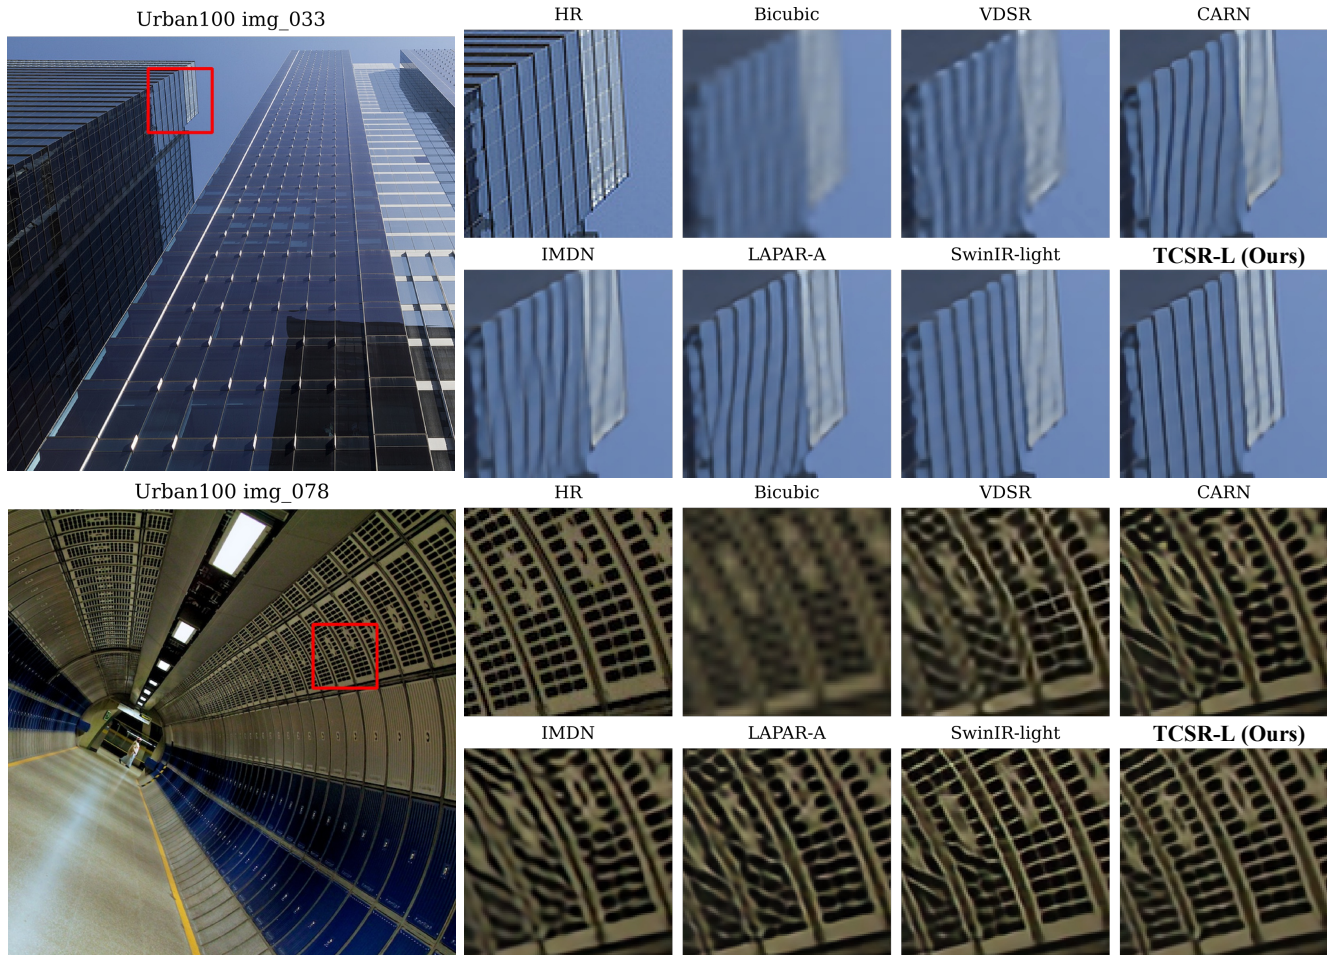 Urban100 img_033
HR
Bicubic
VDSR
CARN
IMDN
LAPAR-A
SwinIR-light
TCSR-L (Ours)
Urban100 img_078
HR
Bicubic
VDSR
CARN
IMDN
LAPAR-A
SwinIR-light
TCSR-L (Ours)